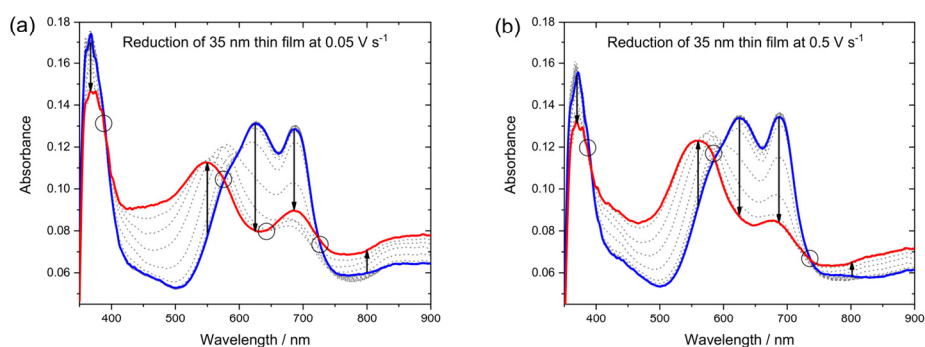 (a)
Reduction of 35 nm thin film at 0.05 V s⁻¹
Absorbance
0.18
0.16
0.14
0.12
0.10
0.08
0.06
400 500 600 700 800 900
Wavelength / nm
(b)
Reduction of 35 nm thin film at 0.5 V s⁻¹
Absorbance
0.18
0.16
0.14
0.12
0.10
0.08
0.06
400 500 600 700 800 900
Wavelength / nm